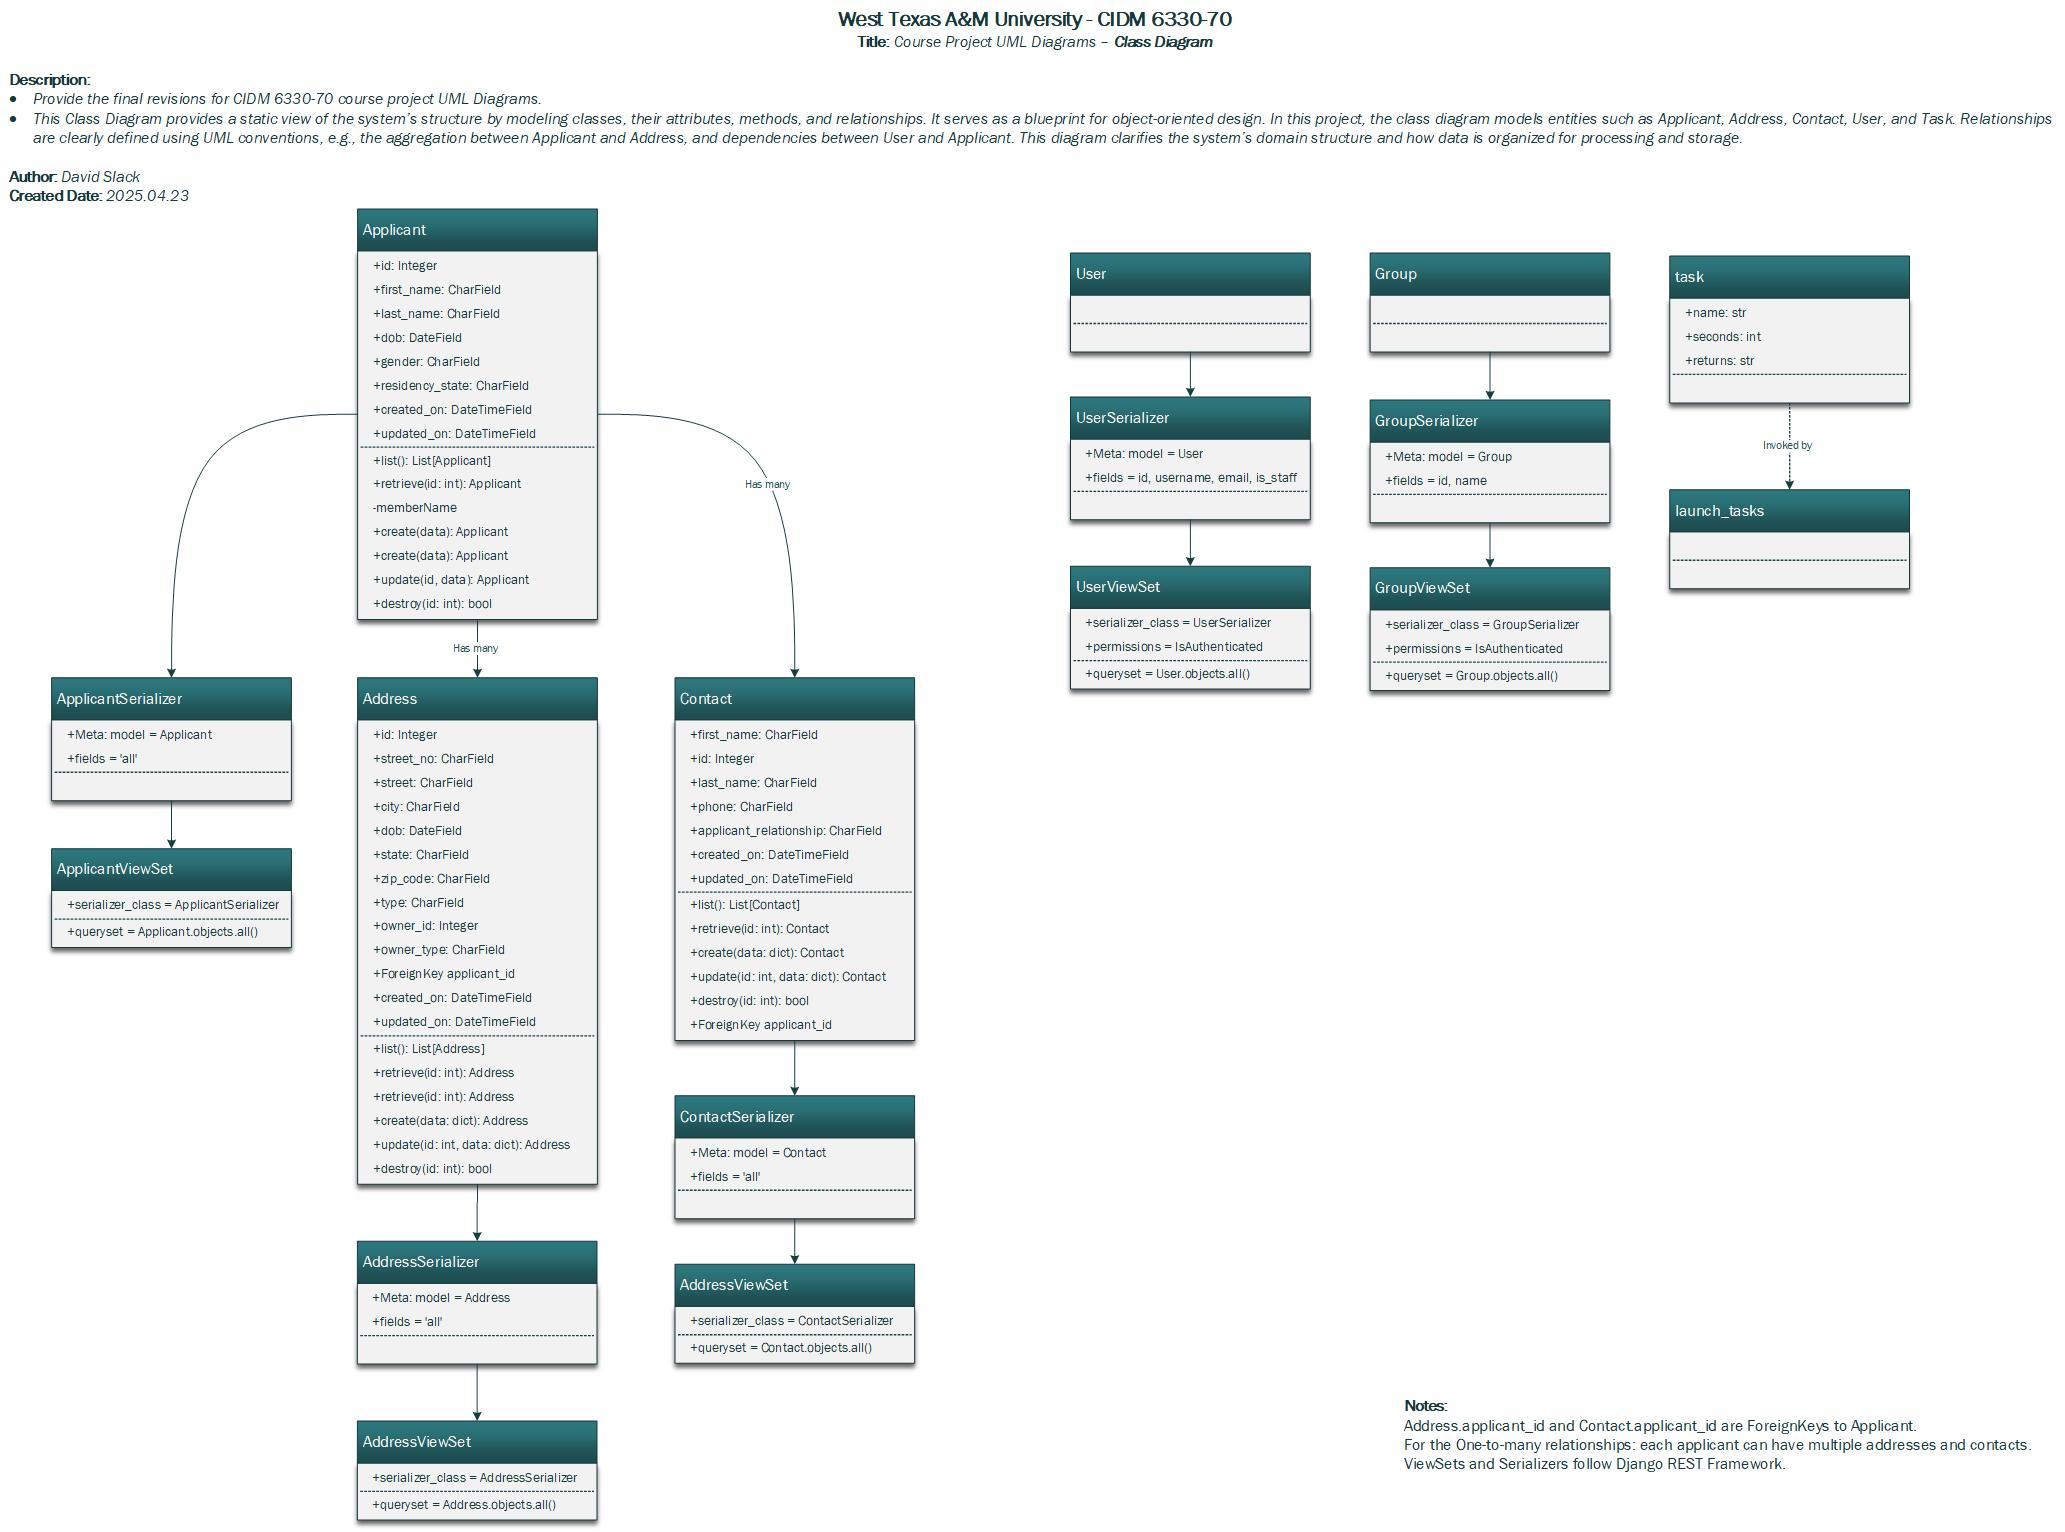 West Texas A&M University - CIDM 6330-70
Title: Course Project UML Diagrams – Class Diagram
Description:
• Provide the final revisions for CIDM 6330-70 course project UML Diagrams.
• This Class Diagram provides a static view of the system's structure by modeling classes, their attributes, methods, and relationships. It serves as a blueprint for object-oriented design. In this project, the class diagram models entities such as Applicant, Address, Contact, User, and Task. Relationships
are clearly defined using UML conventions, e.g., the aggregation between Applicant and Address, and dependencies between User and Applicant. This diagram clarifies the system's domain structure and how data is organized for processing and storage.
Author: David Slack
Created Date: 2025.04.23
Applicant
+id: Integer
+first_name: CharField
+last_name: CharField
+dob: DateField
+gender: CharField
+residency_state: CharField
+created_on: DateTimeField
+updated_on: DateTimeField
+list(): List[Applicant]
+retrieve(id: int): Applicant
-memberName
+create(data): Applicant
+create(data): Applicant
+update(id, data): Applicant
+destroy(id: int): bool
Has many
Has many
ApplicantSerializer
+Meta: model = Applicant
+fields = 'all'
ApplicantViewSet
+serializer_class = ApplicantSerializer
+queryset = Applicant.objects.all()
Address
+id: Integer
+street_no: CharField
+street: CharField
+city: CharField
+dob: DateField
+state: CharField
+zip_code: CharField
+type: CharField
+owner_id: Integer
+owner_type: CharField
+ForeignKey applicant_id
+created_on: DateTimeField
+updated_on: DateTimeField
+list(): List[Address]
+retrieve(id: int): Address
+retrieve(id: int): Address
+create(data: dict): Address
+update(id: int, data: dict): Address
+destroy(id: int): bool
AddressSerializer
+Meta: model = Address
+fields = 'all'
AddressViewSet
+serializer_class = AddressSerializer
+queryset = Address.objects.all()
Contact
+first_name: CharField
+id: Integer
+last_name: CharField
+phone: CharField
+applicant_relationship: CharField
+created_on: DateTimeField
+updated_on: DateTimeField
+list(): List[Contact]
+retrieve(id: int): Contact
+create(data: dict): Contact
+update(id: int, data: dict): Contact
+destroy(id: int): bool
+ForeignKey applicant_id
ContactSerializer
+Meta: model = Contact
+fields = 'all'
AddressViewSet
+serializer_class = ContactSerializer
+queryset = Contact.objects.all()
User
UserSerializer
+Meta: model = User
+fields = id, username, email, is_staff
UserViewSet
+serializer_class = UserSerializer
+permissions = IsAuthenticated
+queryset = User.objects.all()
Group
GroupSerializer
+Meta: model = Group
+fields = id, name
GroupViewSet
+serializer_class = GroupSerializer
+permissions = IsAuthenticated
+queryset = Group.objects.all()
task
+name: str
+seconds: int
+returns: str
Invoked by
launch_tasks
Notes:
Address.applicant_id and Contact.applicant_id are ForeignKeys to Applicant.
For the One-to-many relationships: each applicant can have multiple addresses and contacts.
ViewSets and Serializers follow Django REST Framework.